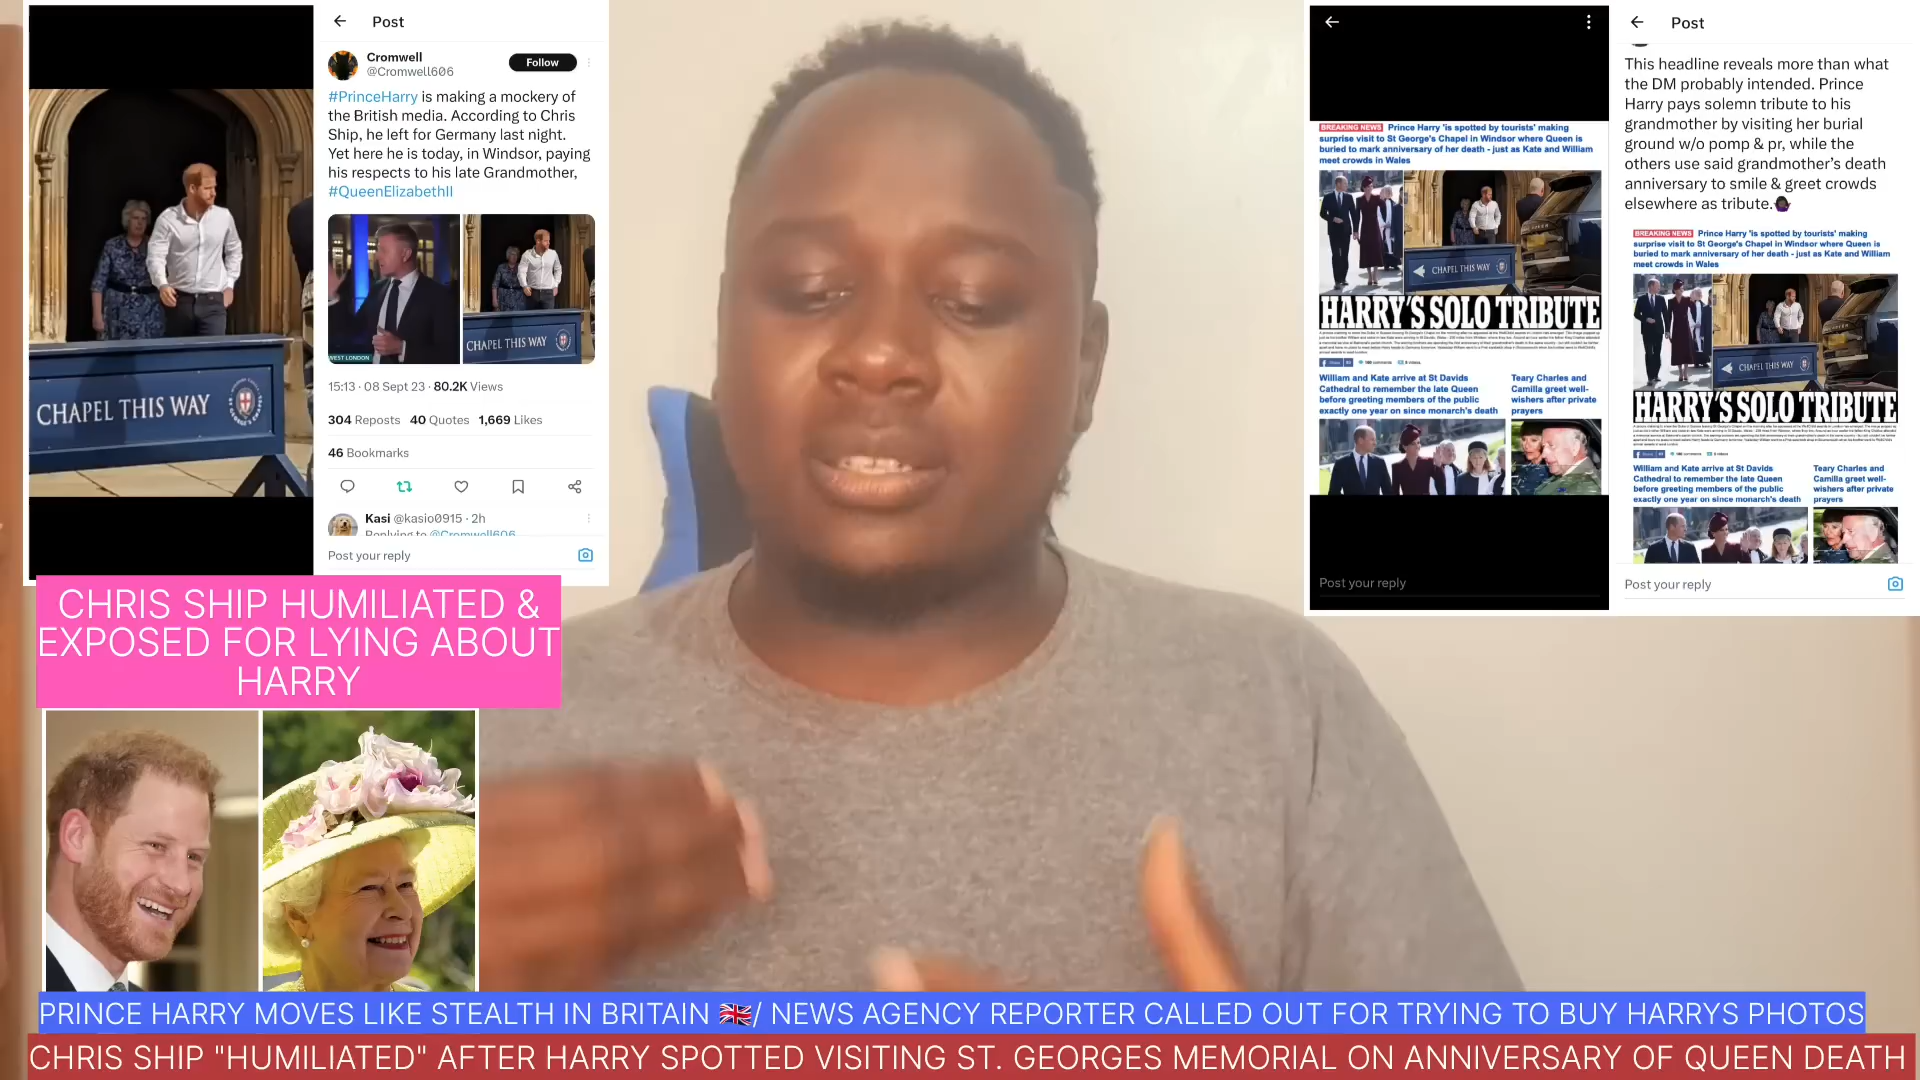 Post
Cromwell
@Cromwell606
Follow
#PrinceHarry is making a mockery of
the British media. According to Chris
Ship, he left for Germany last night.
Yet here he is today, in Windsor, paying
his respects to his late Grandmother,
#QueenElizabethII
WEST LONDON
CHAPEL THIS WAY
15:13 · 08 Sept 23 · 80.2K Views
304 Reposts 40 Quotes 1,669 Likes
46 Bookmarks
Kasi @kasio0915 · 2h
Replying to @Cromwell606
Post your reply
CHAPEL THIS WAY
BREAKING NEWS Prince Harry 'is spotted by tourists' making
surprise visit to St George's Chapel in Windsor where Queen is
buried to mark anniversary of her death - just as Kate and William
meet crowds in Wales
CHAPEL THIS WAY
HARRY'S SOLO TRIBUTE
William and Kate arrive at St Davids
Cathedral to remember the late Queen
before greeting members of the public
exactly one year on since monarch's death
Teary Charles and
Camilla greet well-
wishers after private
prayers
Post your reply
Post
This headline reveals more than what
the DM probably intended. Prince
Harry pays solemn tribute to his
grandmother by visiting her burial
ground w/o pomp & pr, while the
others use said grandmother's death
anniversary to smile & greet crowds
elsewhere as tribute.
BREAKING NEWS Prince Harry 'is spotted by tourists' making
surprise visit to St George's Chapel in Windsor where Queen is
buried to mark anniversary of her death - just as Kate and William
meet crowds in Wales
CHAPEL THIS WAY
HARRY'S SOLO TRIBUTE
William and Kate arrive at St Davids
Cathedral to remember the late Queen
before greeting members of the public
exactly one year on since monarch's death
Teary Charles and
Camilla greet well-
wishers after private
prayers
Post your reply
CHRIS SHIP HUMILIATED &
EXPOSED FOR LYING ABOUT
HARRY
PRINCE HARRY MOVES LIKE STEALTH IN BRITAIN 🇬🇧/ NEWS AGENCY REPORTER CALLED OUT FOR TRYING TO BUY HARRYS PHOTOS
CHRIS SHIP "HUMILIATED" AFTER HARRY SPOTTED VISITING ST. GEORGES MEMORIAL ON ANNIVERSARY OF QUEEN DEATH